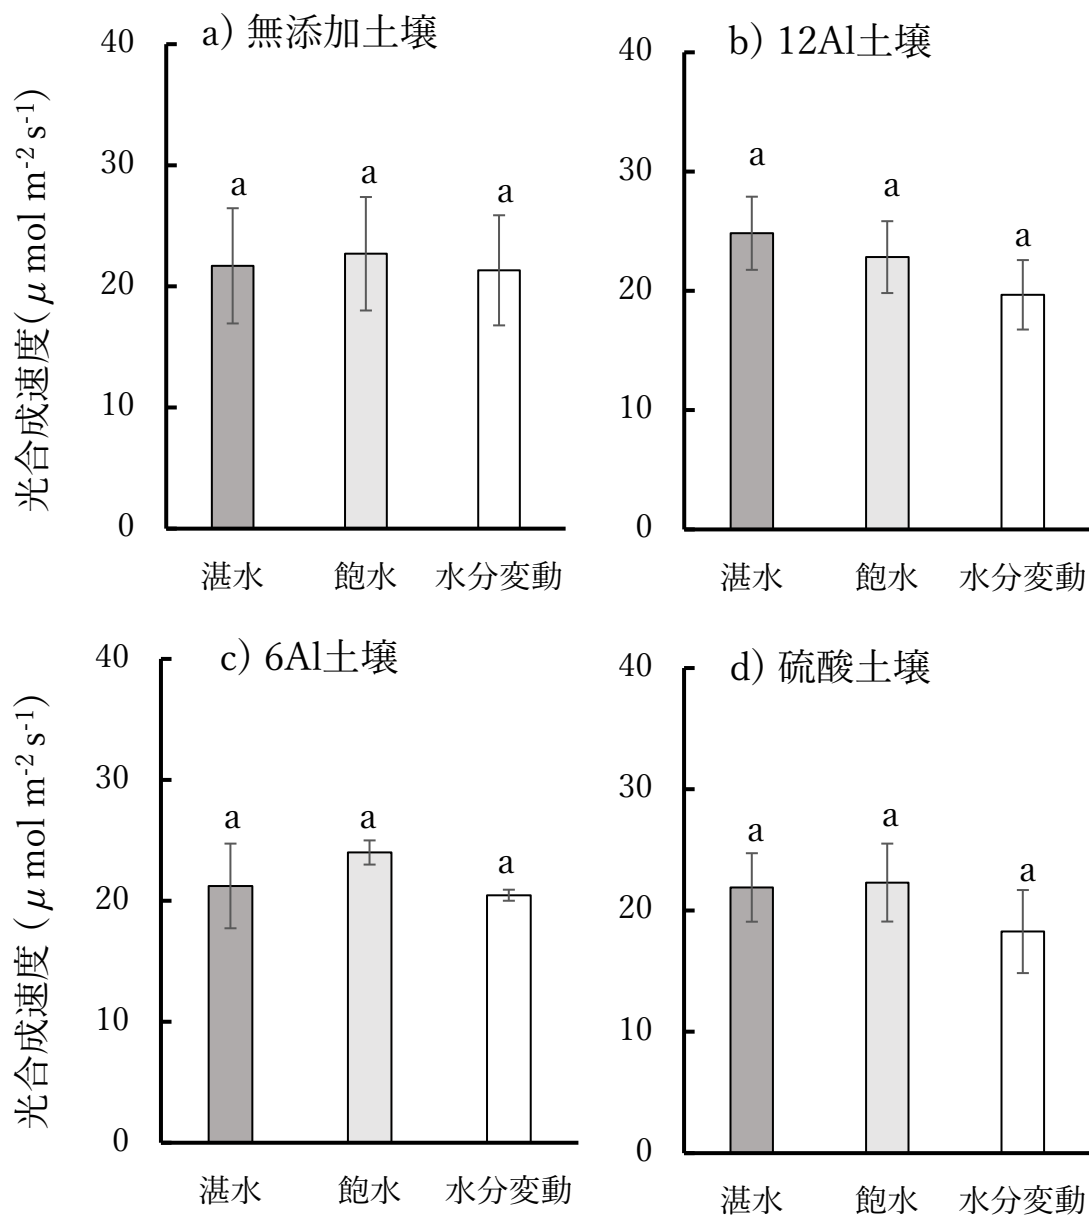 a) 無添加土壌
40
30
20
10
0
a
a
a
湛水
飽水
水分変動
光合成速度(μmol m-2 s-1)
b) 12Al土壌
40
30
20
10
0
a
a
a
湛水
飽水
水分変動
c) 6Al土壌
40
30
20
10
0
a
a
a
湛水
飽水
水分変動
光合成速度 (μmol m-2 s-1)
d) 硫酸土壌
40
30
20
10
0
a
a
a
湛水
飽水
水分変動